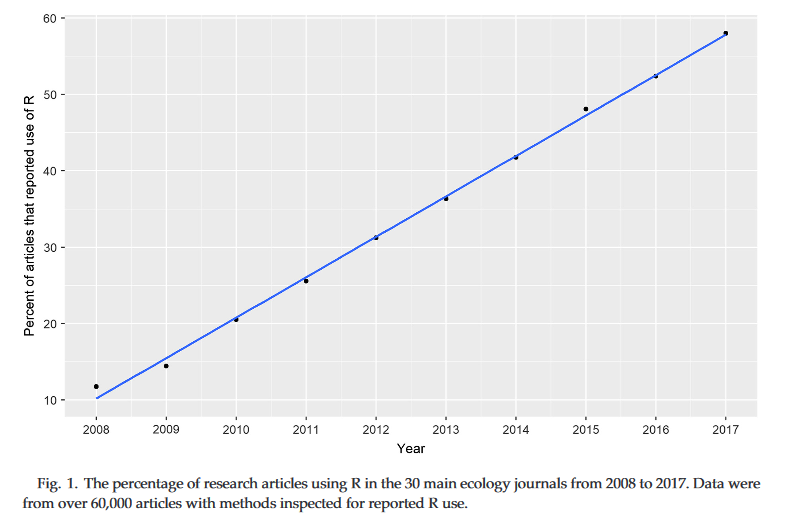 60
50
40
30
20
10
Percent of articles that reported use of R
2008 2009 2010 2011 2012 2013 2014 2015 2016 2017
Year
Fig. 1. The percentage of research articles using R in the 30 main ecology journals from 2008 to 2017. Data were
from over 60,000 articles with methods inspected for reported R use.